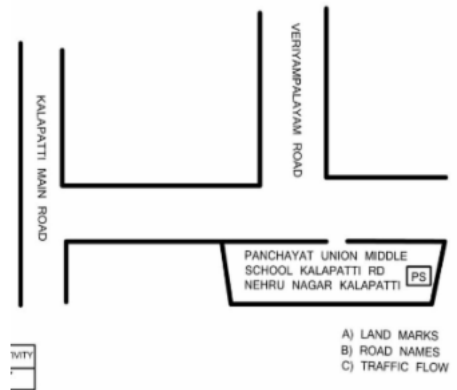 KALAPATTI MAIN ROAD
VERIYAMPALAYAM ROAD
PANCHAYAT UNION MIDDLE
SCHOOL KALAPATTI RD
NEHRU NAGAR KALAPATTI
PS
A) LAND MARKS
B) ROAD NAMES
C) TRAFFIC FLOW